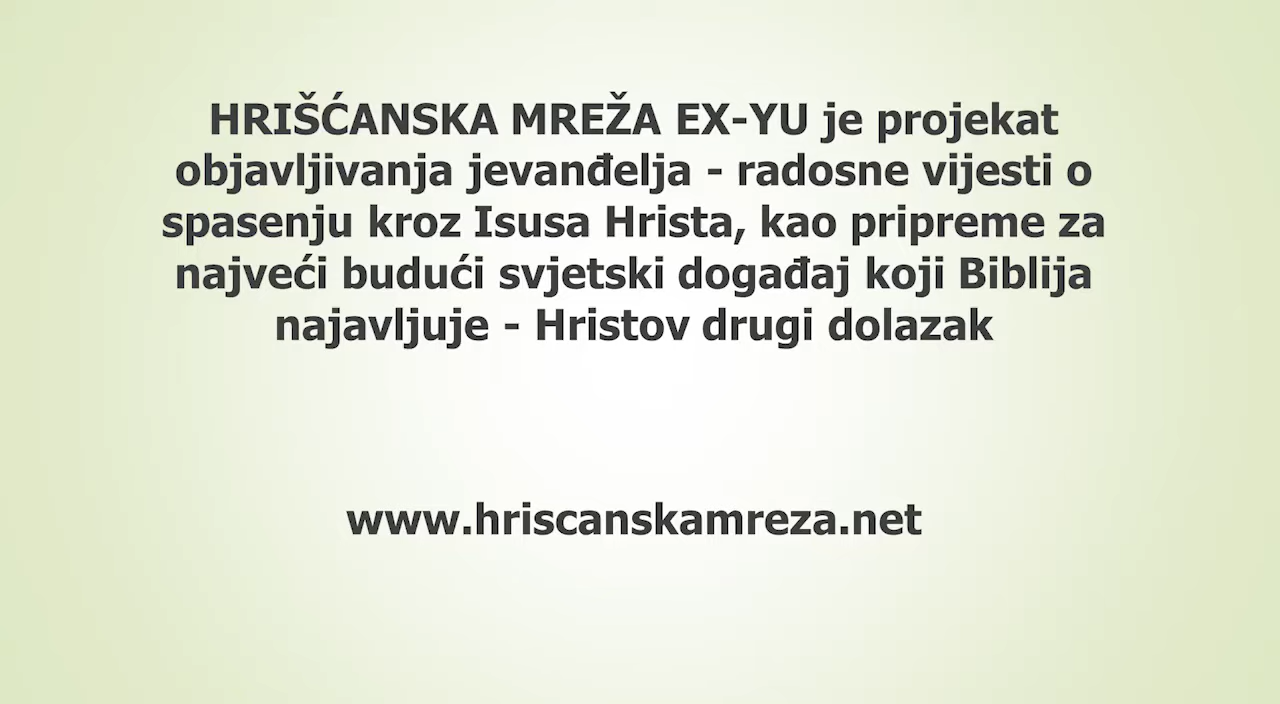 HRIŠĆANSKA MREŽA EX-YU je projekat
objavljivanja jevanđelja - radosne vijesti o
spasenju kroz Isusa Hrista, kao pripreme za
najveći budući svjetski događaj koji Biblija
najavljuje - Hristov drugi dolazak
www.hriscanskamreza.net